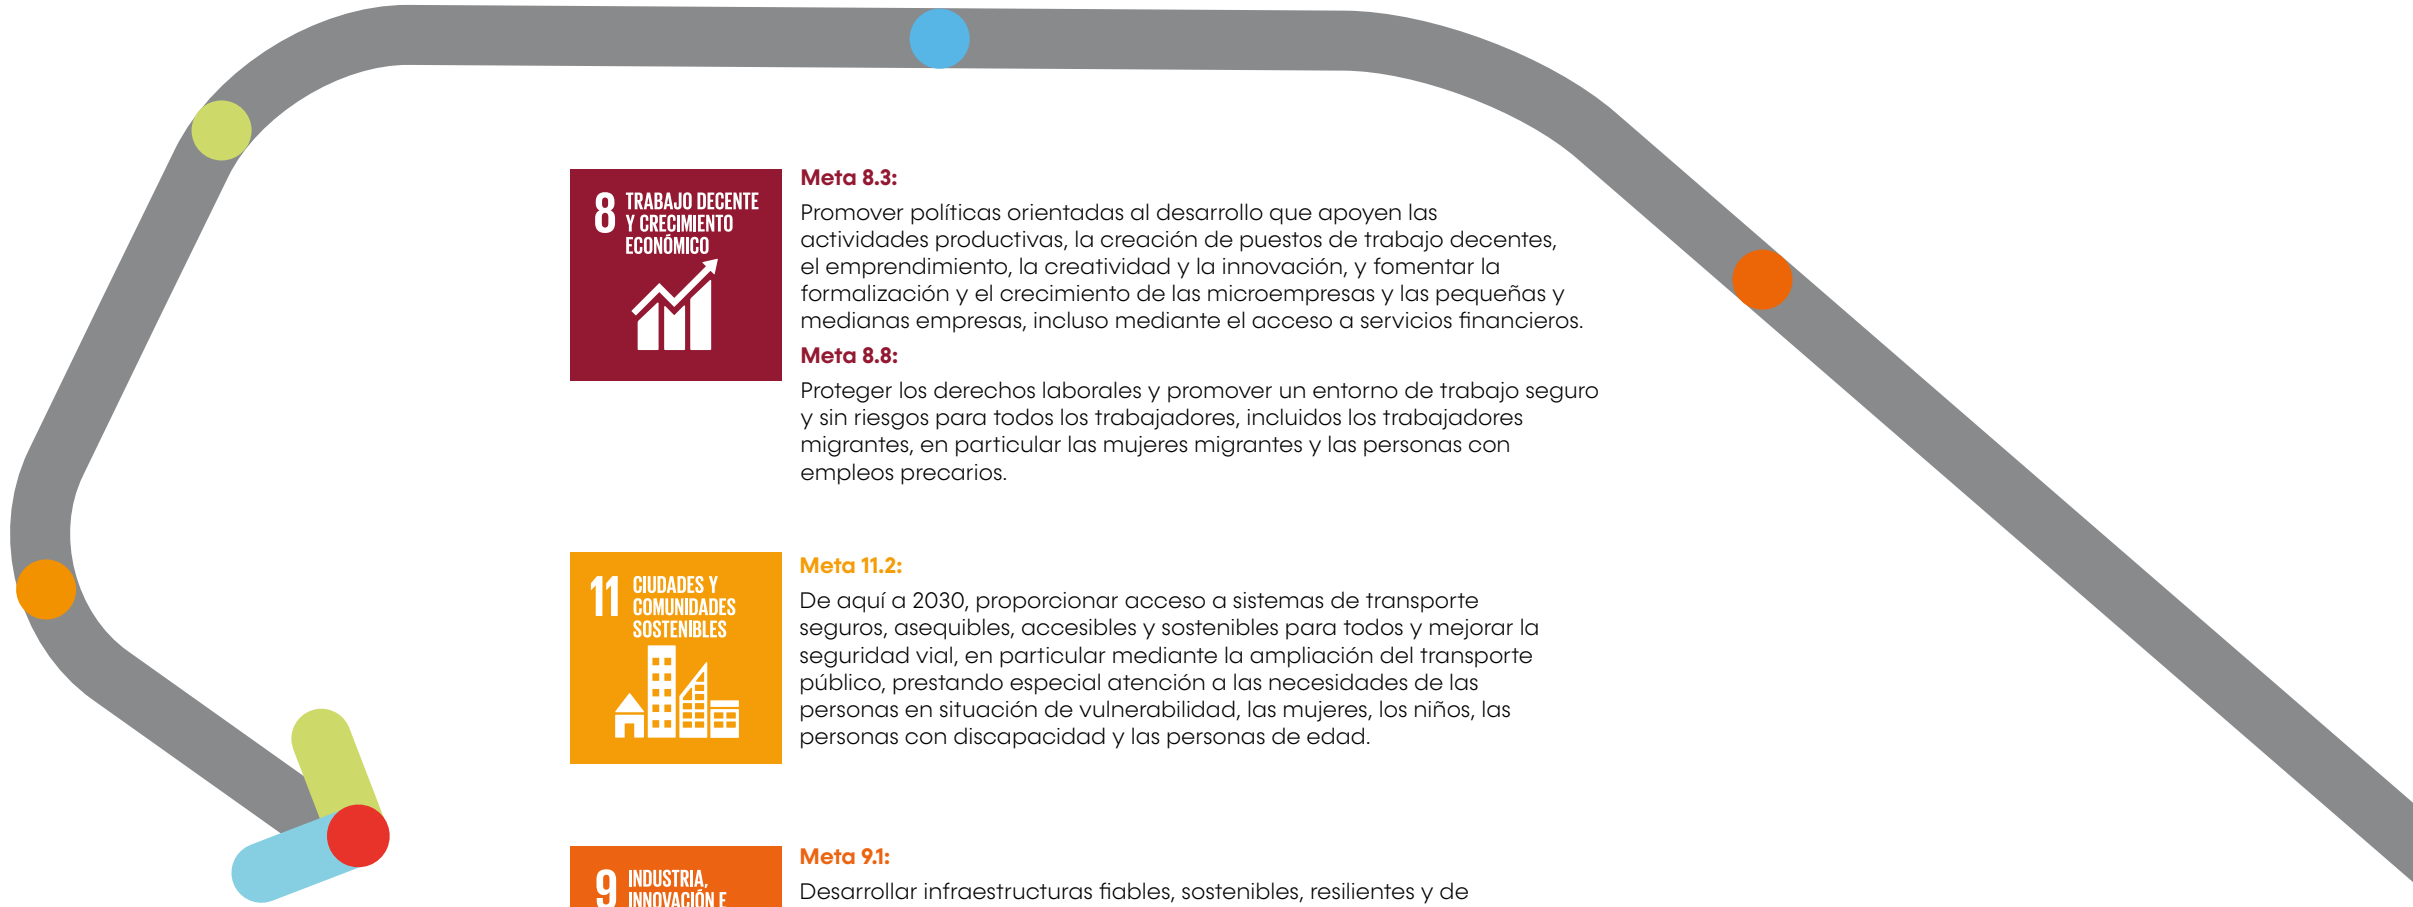 8 TRABAJO DECENTE
Y CRECIMIENTO
ECONÓMICO
Meta 8.3:
Promover políticas orientadas al desarrollo que apoyen las
actividades productivas, la creación de puestos de trabajo decentes,
el emprendimiento, la creatividad y la innovación, y fomentar la
formalización y el crecimiento de las microempresas y las pequeñas y
medianas empresas, incluso mediante el acceso a servicios financieros.
Meta 8.8:
Proteger los derechos laborales y promover un entorno de trabajo seguro
y sin riesgos para todos los trabajadores, incluidos los trabajadores
migrantes, en particular las mujeres migrantes y las personas con
empleos precarios.
11 CIUDADES Y
COMUNIDADES
SOSTENIBLES
Meta 11.2:
De aquí a 2030, proporcionar acceso a sistemas de transporte
seguros, asequibles, accesibles y sostenibles para todos y mejorar la
seguridad vial, en particular mediante la ampliación del transporte
público, prestando especial atención a las necesidades de las
personas en situación de vulnerabilidad, las mujeres, los niños, las
personas con discapacidad y las personas de edad.
9 INDUSTRIA,
INNOVACIÓN E
Meta 9.1:
Desarrollar infraestructuras fiables, sostenibles, resilientes y de